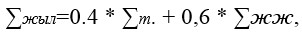 ∑жыл=0.4 * ∑т. + 0,6 * ∑жж,